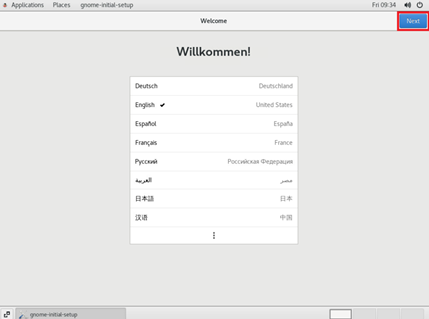 Applications Places gnome-initial-setup Fri 09:34
Welcome Next
Willkommen!
Deutsch Deutschland
English United States
Español España
Français France
Русский Российская Федерация
العربية مصر
日本語 日本
汉语 中国
gnome-initial-setup